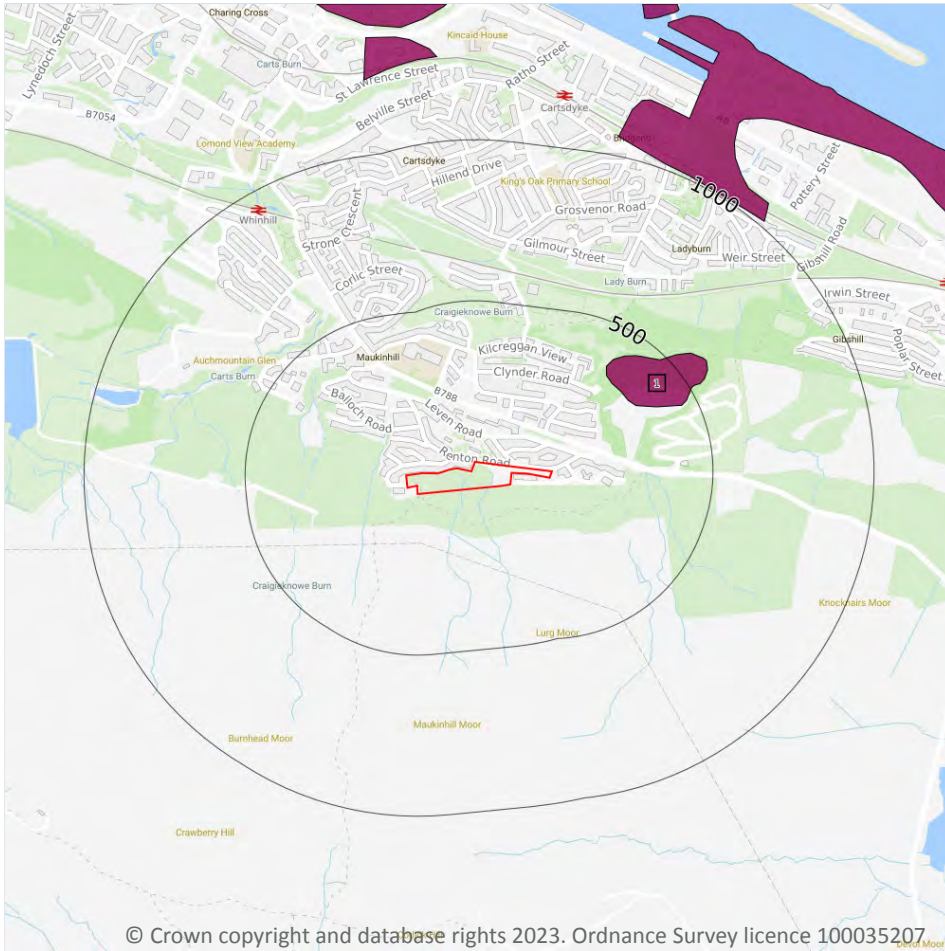 Charing Cross
Kincaid House
Lynedoch Street
Carts Burn
Ratho Street
St Lawrence Street
Cartsdyke
B7054
Belville Street
Lomond View Academy
Cartsdyke
Hillend Drive
King's Oak Primary School
Pottery Street
1000
Whinhill
Strone Crescent
Grosvenor Road
Gilmour Street
Ladyburn
Weir Street
Gibshill Road
Corlic Street
Lady Burn
Irwin Street
Craigieknowe Burn
500
Gibshill
Poplar Street
Maukinhill
Kilcreggan View
Auchmountain Glen
Carts Burn
Clynder Road
1
B788
Balloch Road
Leven Road
Renton Road
Craigieknowe Burn
Knocknairs Moor
Lurg Moor
Maukinhill Moor
Burnhead Moor
Crawberry Hill
© Crown copyright and database rights 2023. Ordnance Survey licence 100035207.
Devol Moor